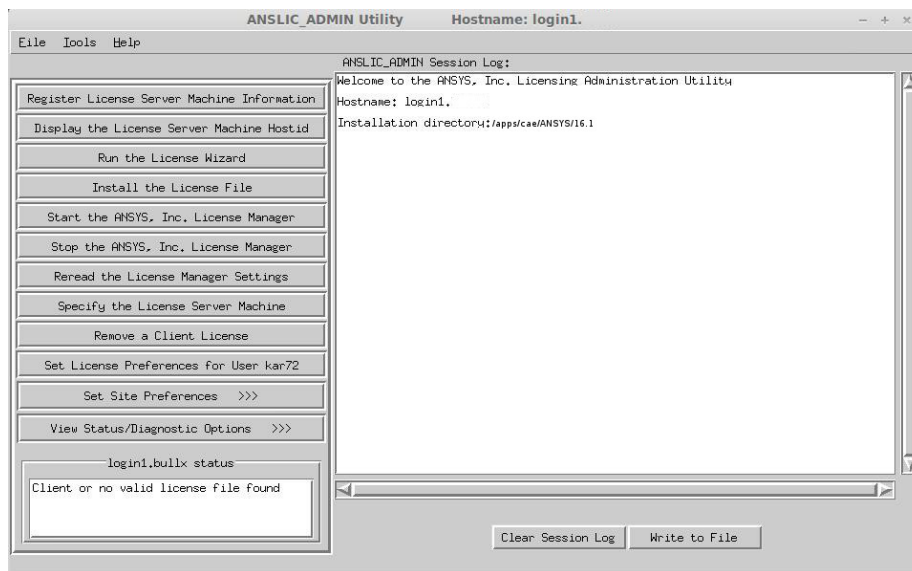 ANSLIC_ADMIN Utility Hostname: login1.
File Tools Help
ANSLIC_ADMIN Session Log:
Register License Server Machine Information
Display the License Server Machine Hostid
Run the License Wizard
Install the License File
Start the ANSYS, Inc. License Manager
Stop the ANSYS, Inc. License Manager
Reread the License Manager Settings
Specify the License Server Machine
Remove a Client License
Set License Preferences for User kar72
Set Site Preferences >>>
View Status/Diagnostic Options >>>
login1.bullx status
Client or no valid license file found
Welcome to the ANSYS, Inc. Licensing Administration Utility
Hostname: login1.
Installation directory:/apps/cae/ANSYS/16.1
Clear Session Log
Write to File